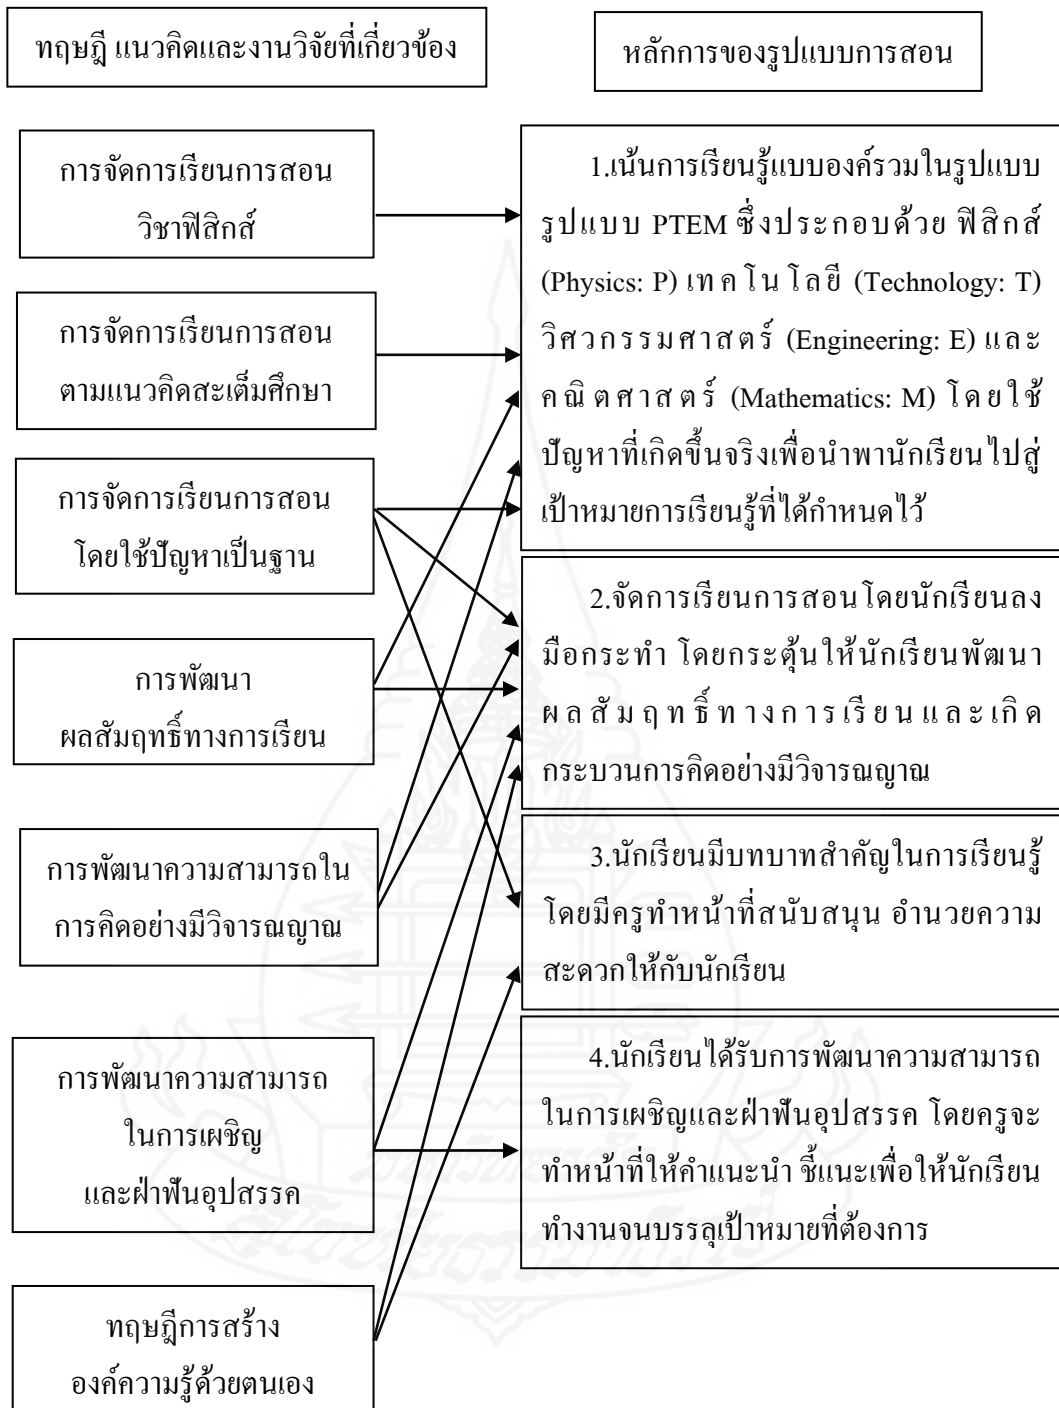 ทฤษฎี แนวคิดและงานวิจัยที่เกี่ยวข้อง
หลักการของรูปแบบการสอน
การจัดการเรียนการสอน
วิชาฟิสิกส์
การจัดการเรียนการสอน
ตามแนวคิดสะเต็มศึกษา
การจัดการเรียนการสอน
โดยใช้ปัญหาเป็นฐาน
การพัฒนา
ผลสัมฤทธิ์ทางการเรียน
การพัฒนาความสามารถใน
การคิดอย่างมีวิจารณญาณ
การพัฒนาความสามารถ
ในการเผชิญ
และฝ่าฟันอุปสรรค
ทฤษฎีการสร้าง
องค์ความรู้ด้วยตนเอง
1.เน้นการเรียนรู้แบบองค์รวมในรูปแบบ
รูปแบบ PTEM ซึ่งประกอบด้วย ฟิสิกส์
(Physics: P) เทคโนโลยี (Technology: T)
วิศวกรรมศาสตร์ (Engineering: E) และ
คณิตศาสตร์ (Mathematics: M) โดยใช้
ปัญหาที่เกิดขึ้นจริงเพื่อนำพานักเรียนไปสู่
เป้าหมายการเรียนรู้ที่ได้กำหนดไว้
2.จัดการเรียนการสอนโดยนักเรียนลง
มือกระทำ โดยกระตุ้นให้นักเรียนพัฒนา
ผลสัมฤทธิ์ทางการเรียนและเกิด
กระบวนการคิดอย่างมีวิจารณญาณ
3.นักเรียนมีบทบาทสำคัญในการเรียนรู้
โดยมีครูทำหน้าที่สนับสนุน อำนวยความ
สะดวกให้กับนักเรียน
4.นักเรียนได้รับการพัฒนาความสามารถ
ในการเผชิญและฝ่าฟันอุปสรรค โดยครูจะ
ทำหน้าที่ให้คำแนะนำ ชี้แนะเพื่อให้นักเรียน
ทำงานจนบรรลุเป้าหมายที่ต้องการ